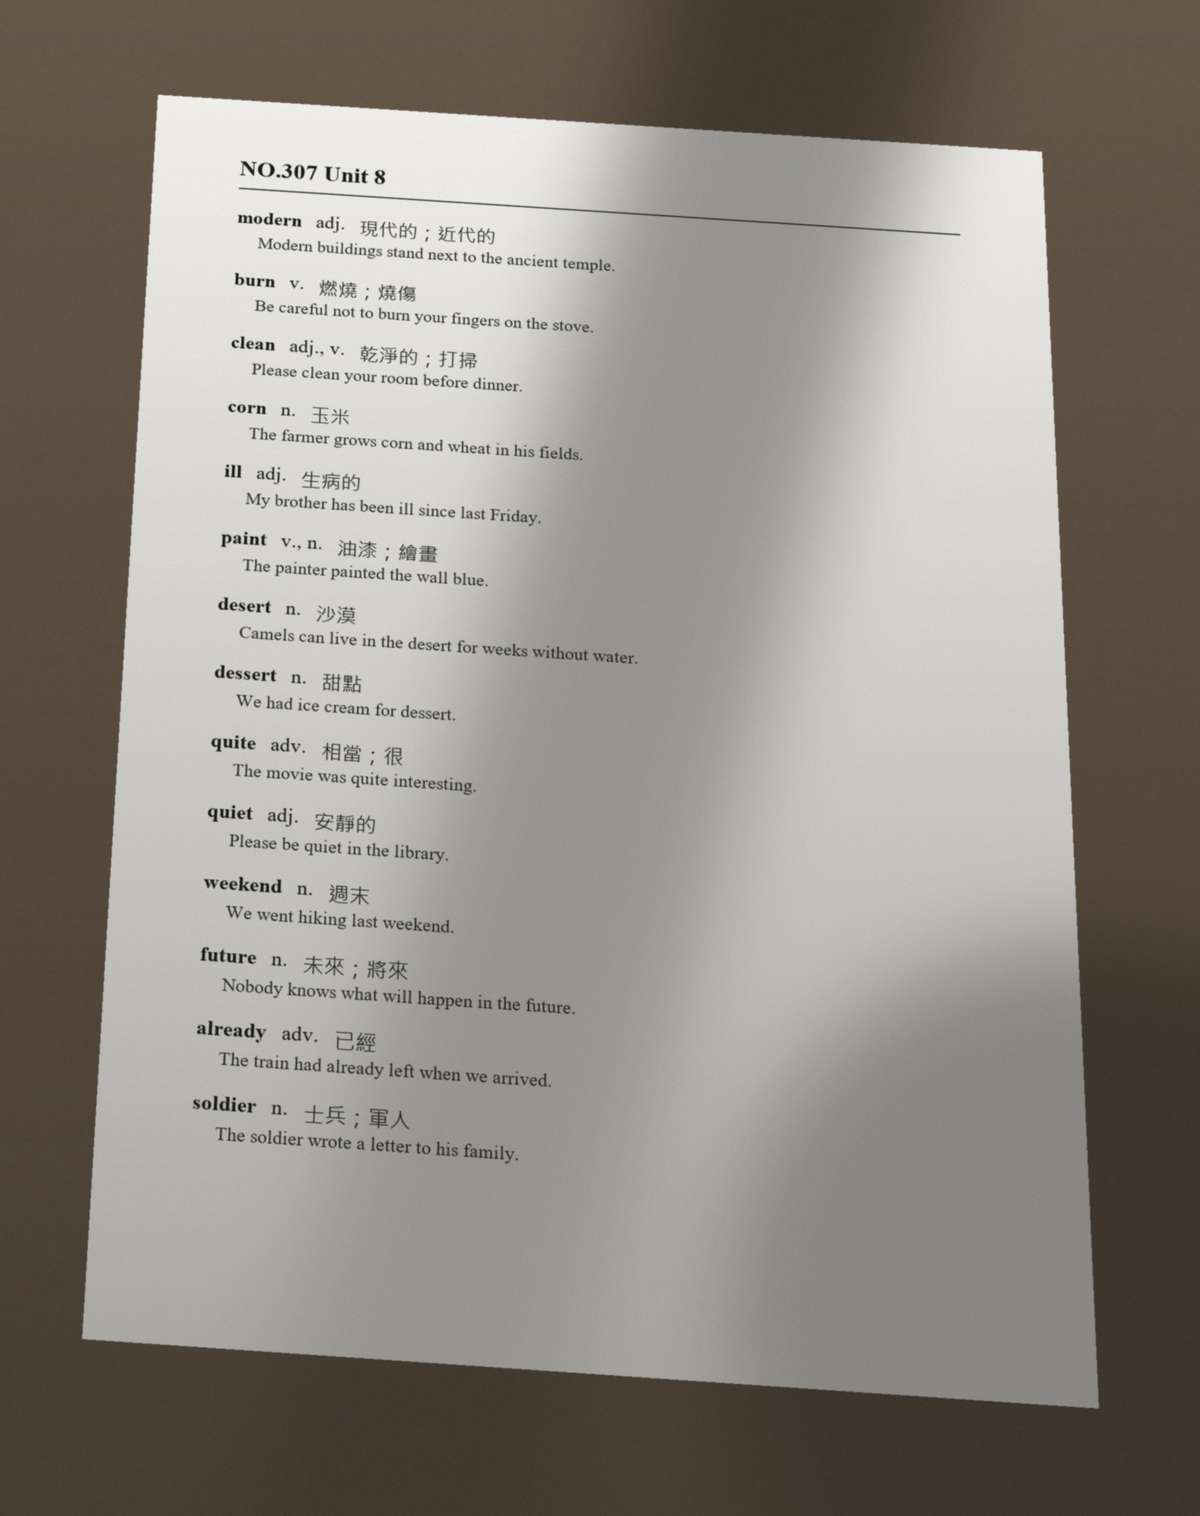 NO.307 Unit 8
modern adj. 現代的；近代的
Modern buildings stand next to the ancient temple.
burn v. 燃燒；燒傷
Be careful not to burn your fingers on the stove.
clean adj., v. 乾淨的；打掃
Please clean your room before dinner.
corn n. 玉米
The farmer grows corn and wheat in his fields.
ill adj. 生病的
My brother has been ill since last Friday.
paint v., n. 油漆；繪畫
The painter painted the wall blue.
desert n. 沙漠
Camels can live in the desert for weeks without water.
dessert n. 甜點
We had ice cream for dessert.
quite adv. 相當；很
The movie was quite interesting.
quiet adj. 安靜的
Please be quiet in the library.
weekend n. 週末
We went hiking last weekend.
future n. 未來；將來
Nobody knows what will happen in the future.
already adv. 已經
The train had already left when we arrived.
soldier n. 士兵；軍人
The soldier wrote a letter to his family.